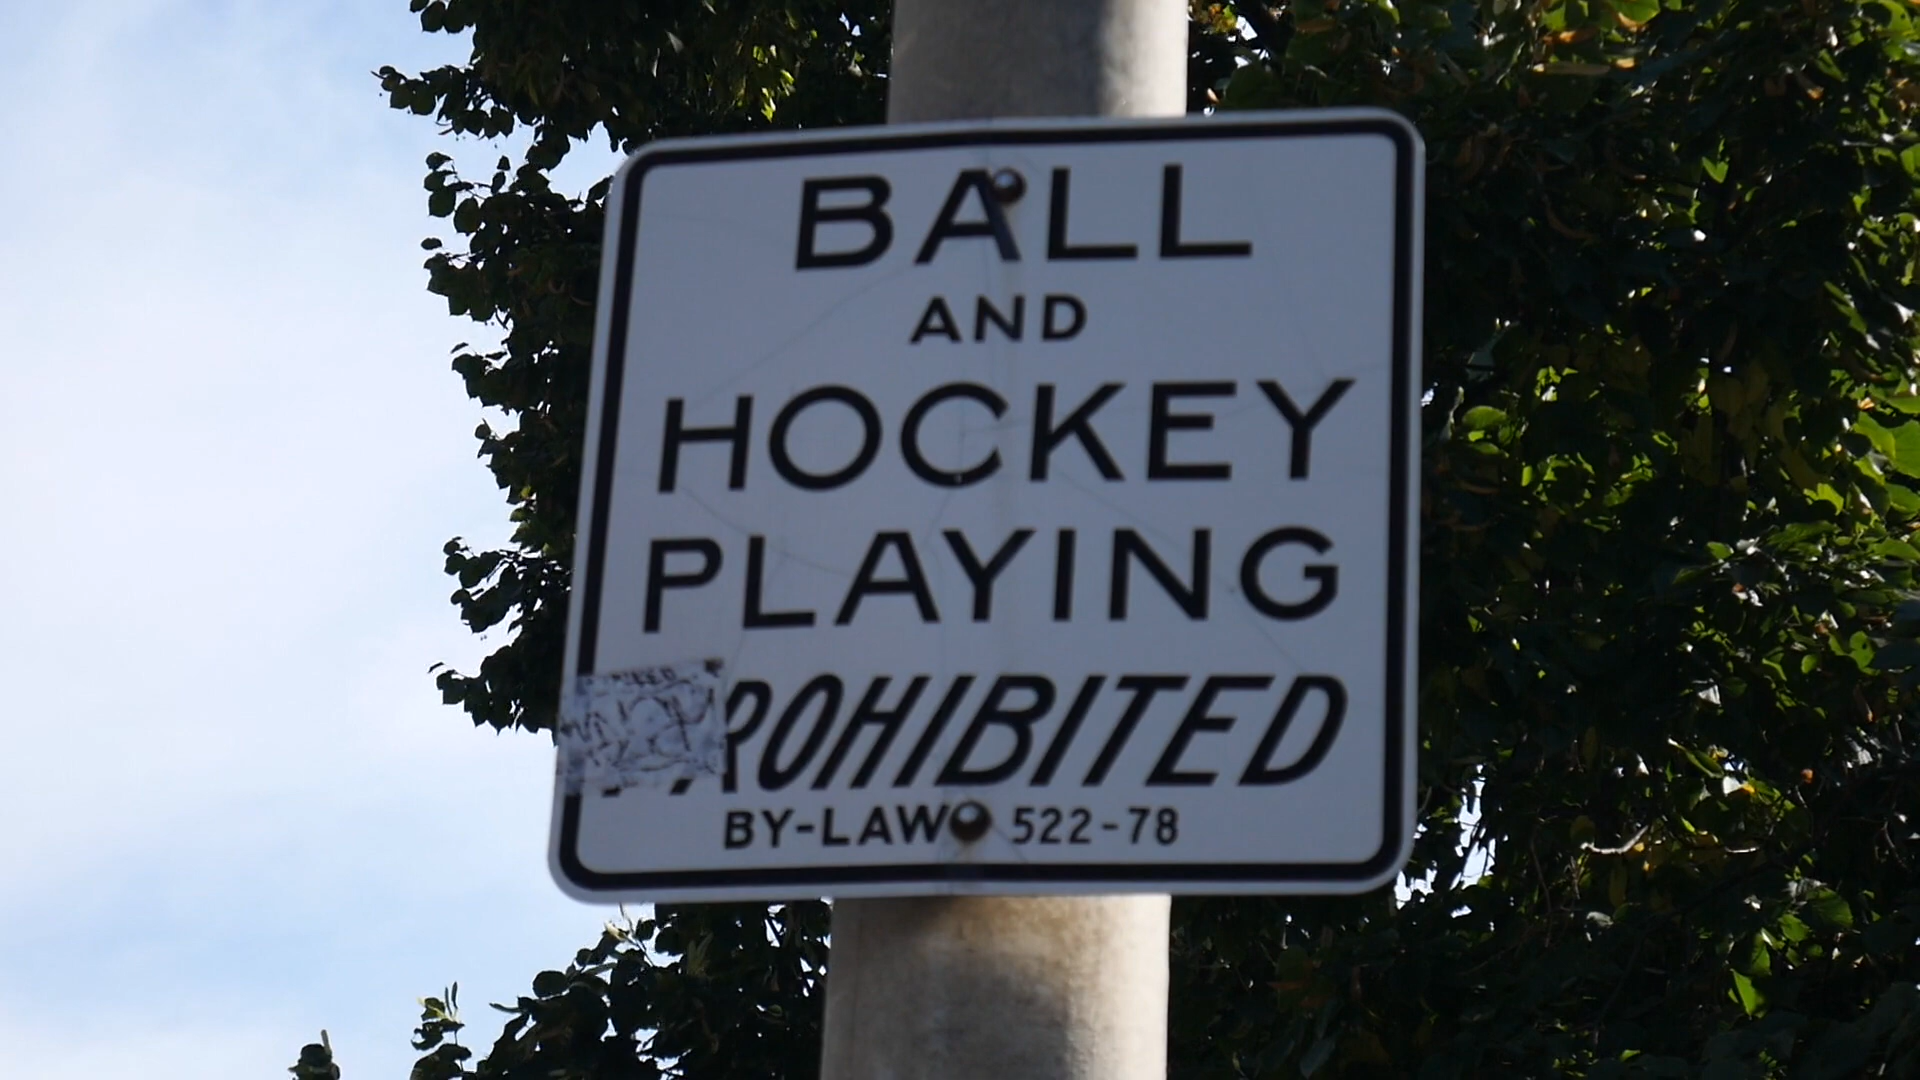 BALL
AND
HOCKEY
PLAYING
PROHIBITED
BY-LAW 522-78